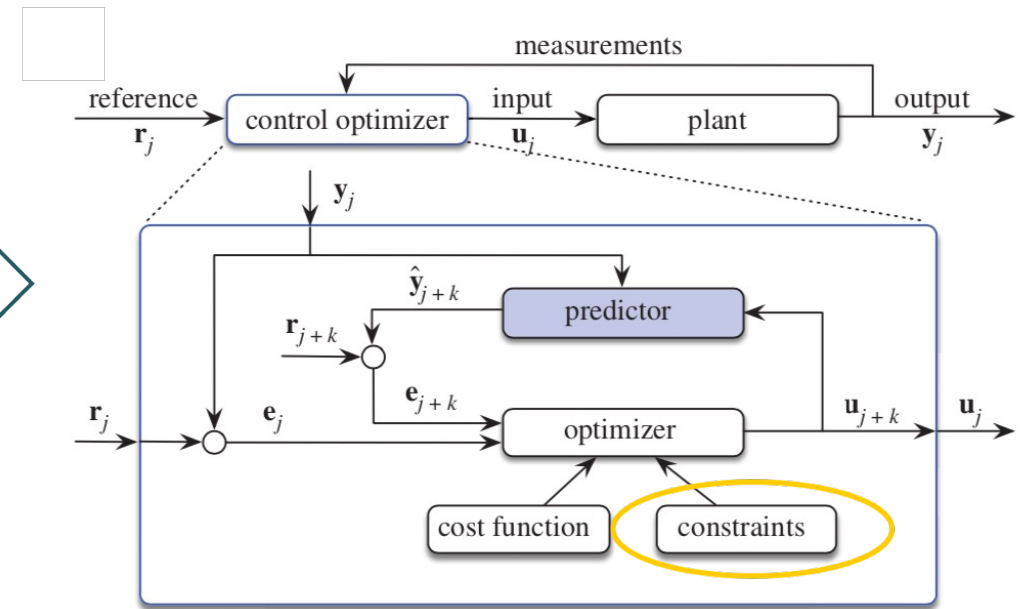 measurements
reference
control optimizer
input
plant
output
r_j
u_j
y_j
y_j
ŷ_{j+k}
predictor
r_{j+k}
r_j
e_j
e_{j+k}
optimizer
u_{j+k}
u_j
cost function
constraints